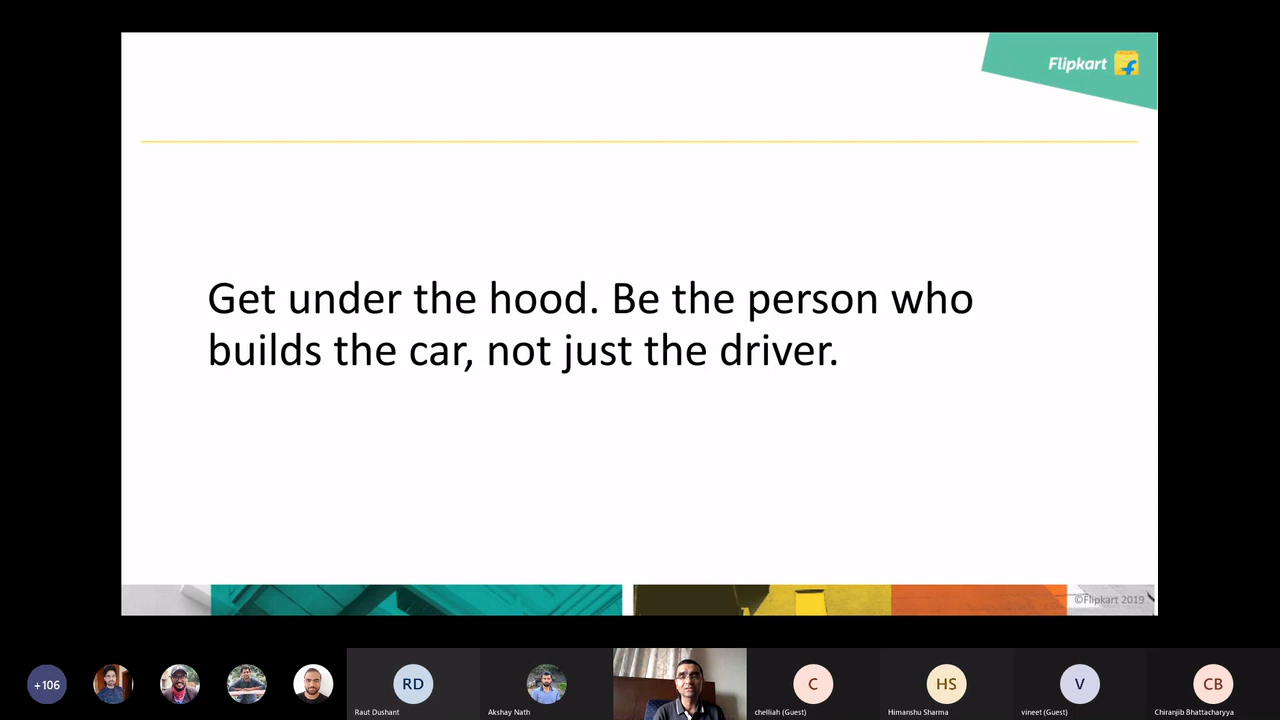 Flipkart
Get under the hood. Be the person who
builds the car, not just the driver.
©Flipkart 2019
+106
RD
Raut Dushant
Akshay Nath
C
chelliah (Guest)
HS
Himanshu Sharma
V
vineet (Guest)
CB
Chiranjib Bhattacharyya